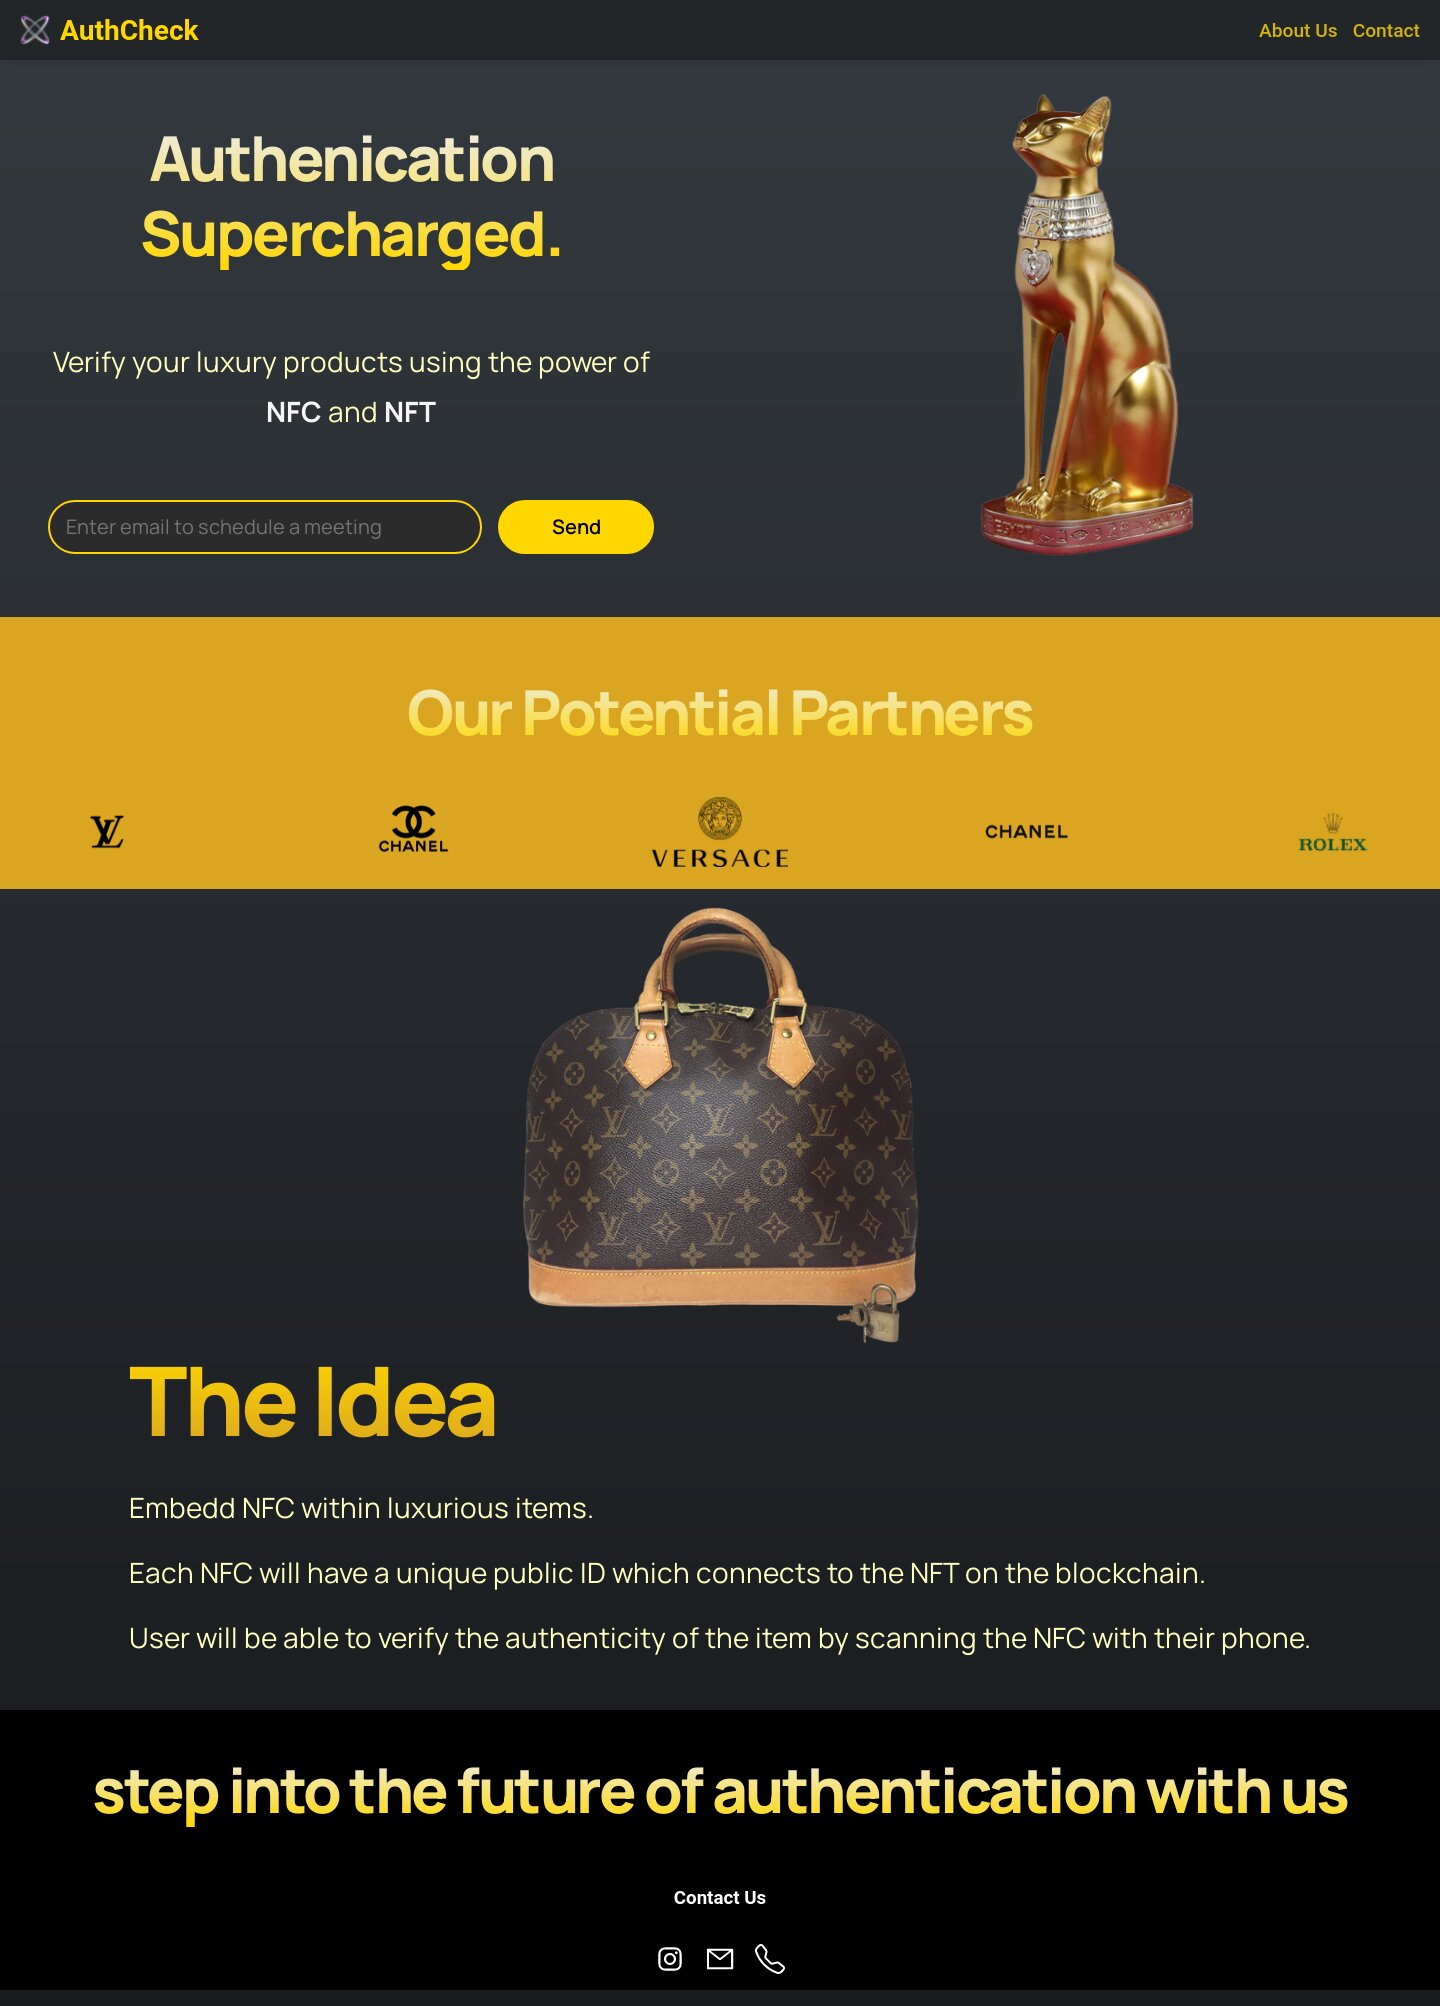 AuthCheck
About Us Contact
Authenication
Supercharged.
Verify your luxury products using the power of
NFC and NFT
Enter email to schedule a meeting
Send
EGYPT
Our Potential Partners
LV
CHANEL
VERSACE
CHANEL
ROLEX
The Idea
Embedd NFC within luxurious items.
Each NFC will have a unique public ID which connects to the NFT on the blockchain.
User will be able to verify the authenticity of the item by scanning the NFC with their phone.
step into the future of authentication with us
Contact Us